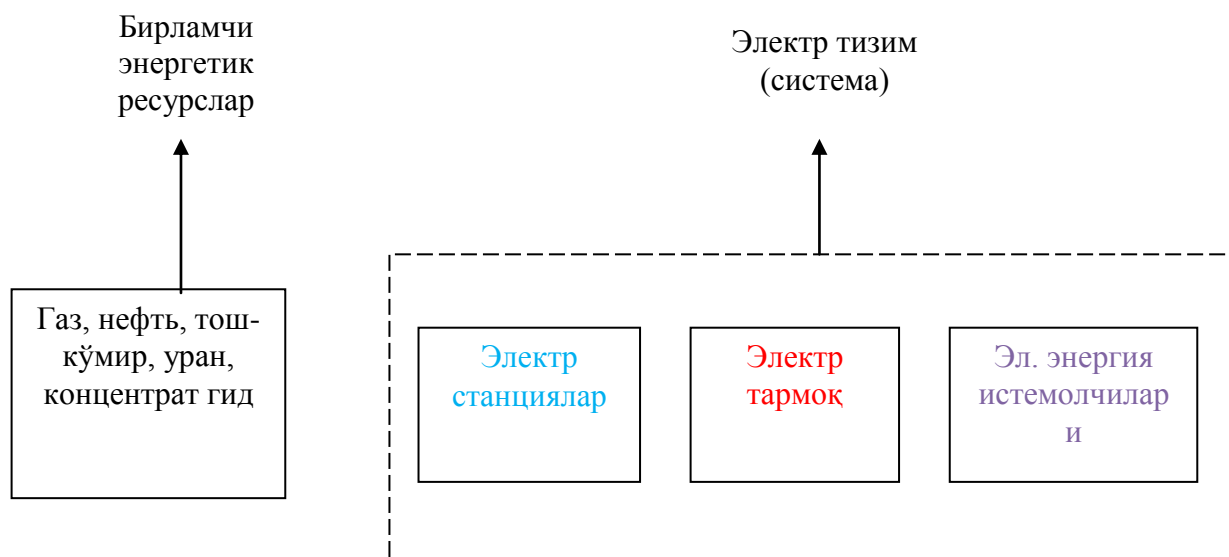 Бирламчи
энергетик
ресурслар
Электр тизим
(система)
Газ, нефть, тош-
кўмир, уран,
концентрат гид
Электр
станциялар
Электр
тармоқ
Эл. энергия
истемолчилар
и